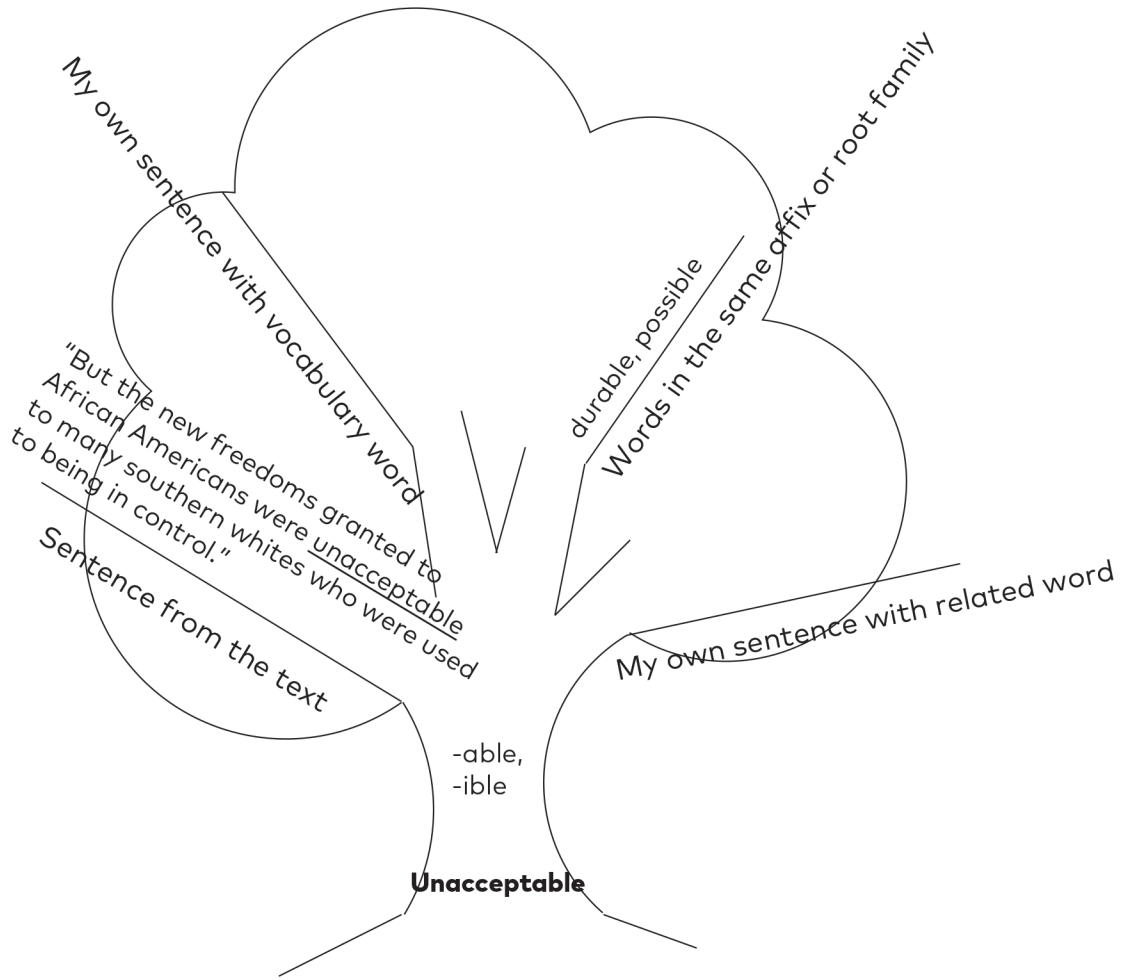 My own sentence with vocabulary word
Words in the same affix or root family
durable, possible
"But the new freedoms granted to
African Americans were unacceptable
to many southern whites who were used
to being in control."
Sentence from the text
My own sentence with related word
-able,
-ible
Unacceptable